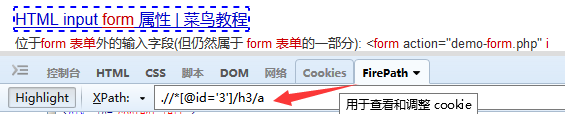 HTML input form 属性 | 菜鸟教程
位于form 表单外的输入字段(但仍然属于 form 表单的一部分): <form action="demo-form.php" i
控制台 HTML CSS 脚本 DOM 网络 Cookies FirePath ▼
Highlight XPath: .//*[@id='3']/h3/a
用于查看和调整 cookie